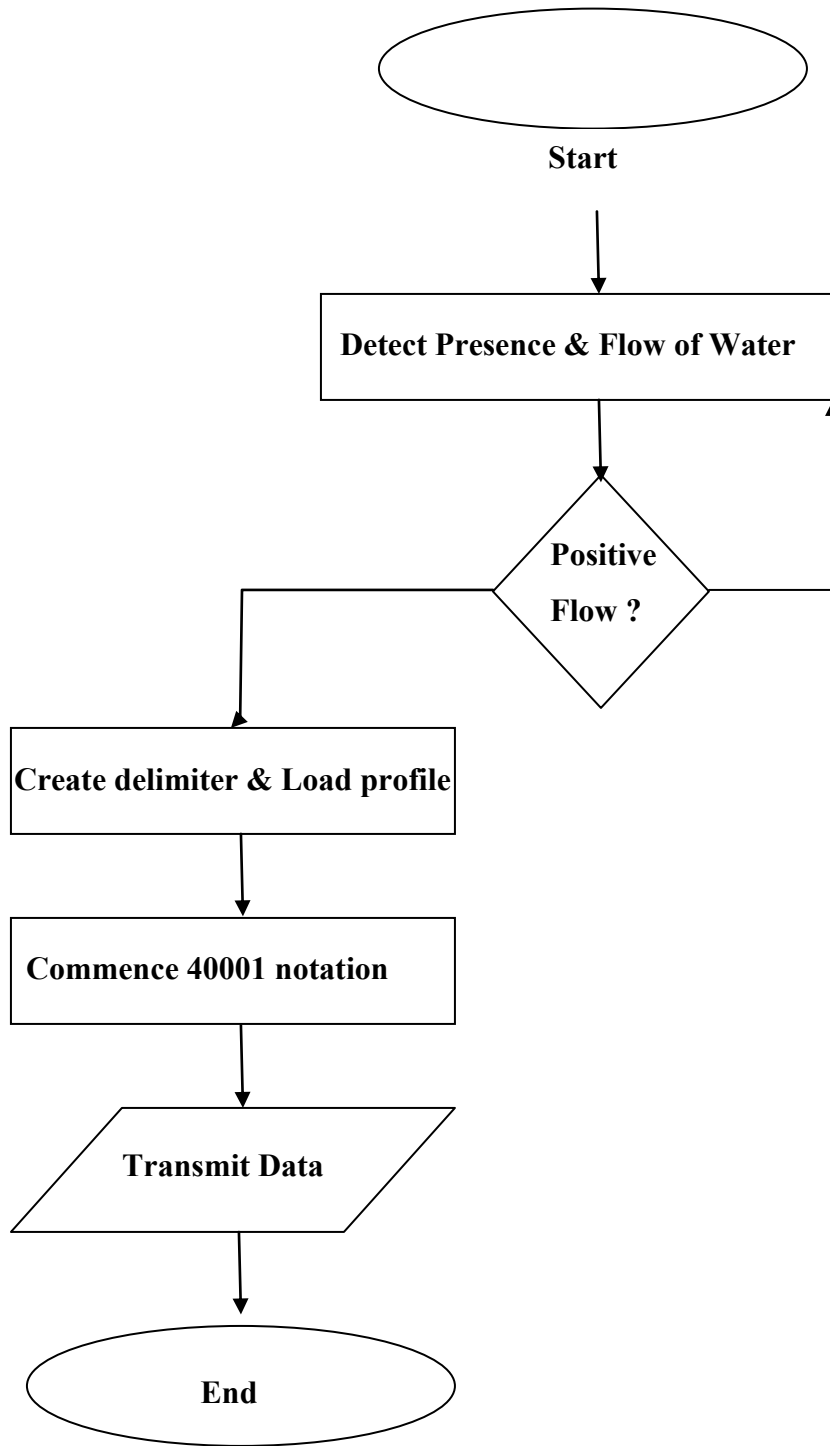 Start
Detect Presence & Flow of Water
Positive
Flow ?
Create delimiter & Load profile
Commence 40001 notation
Transmit Data
End